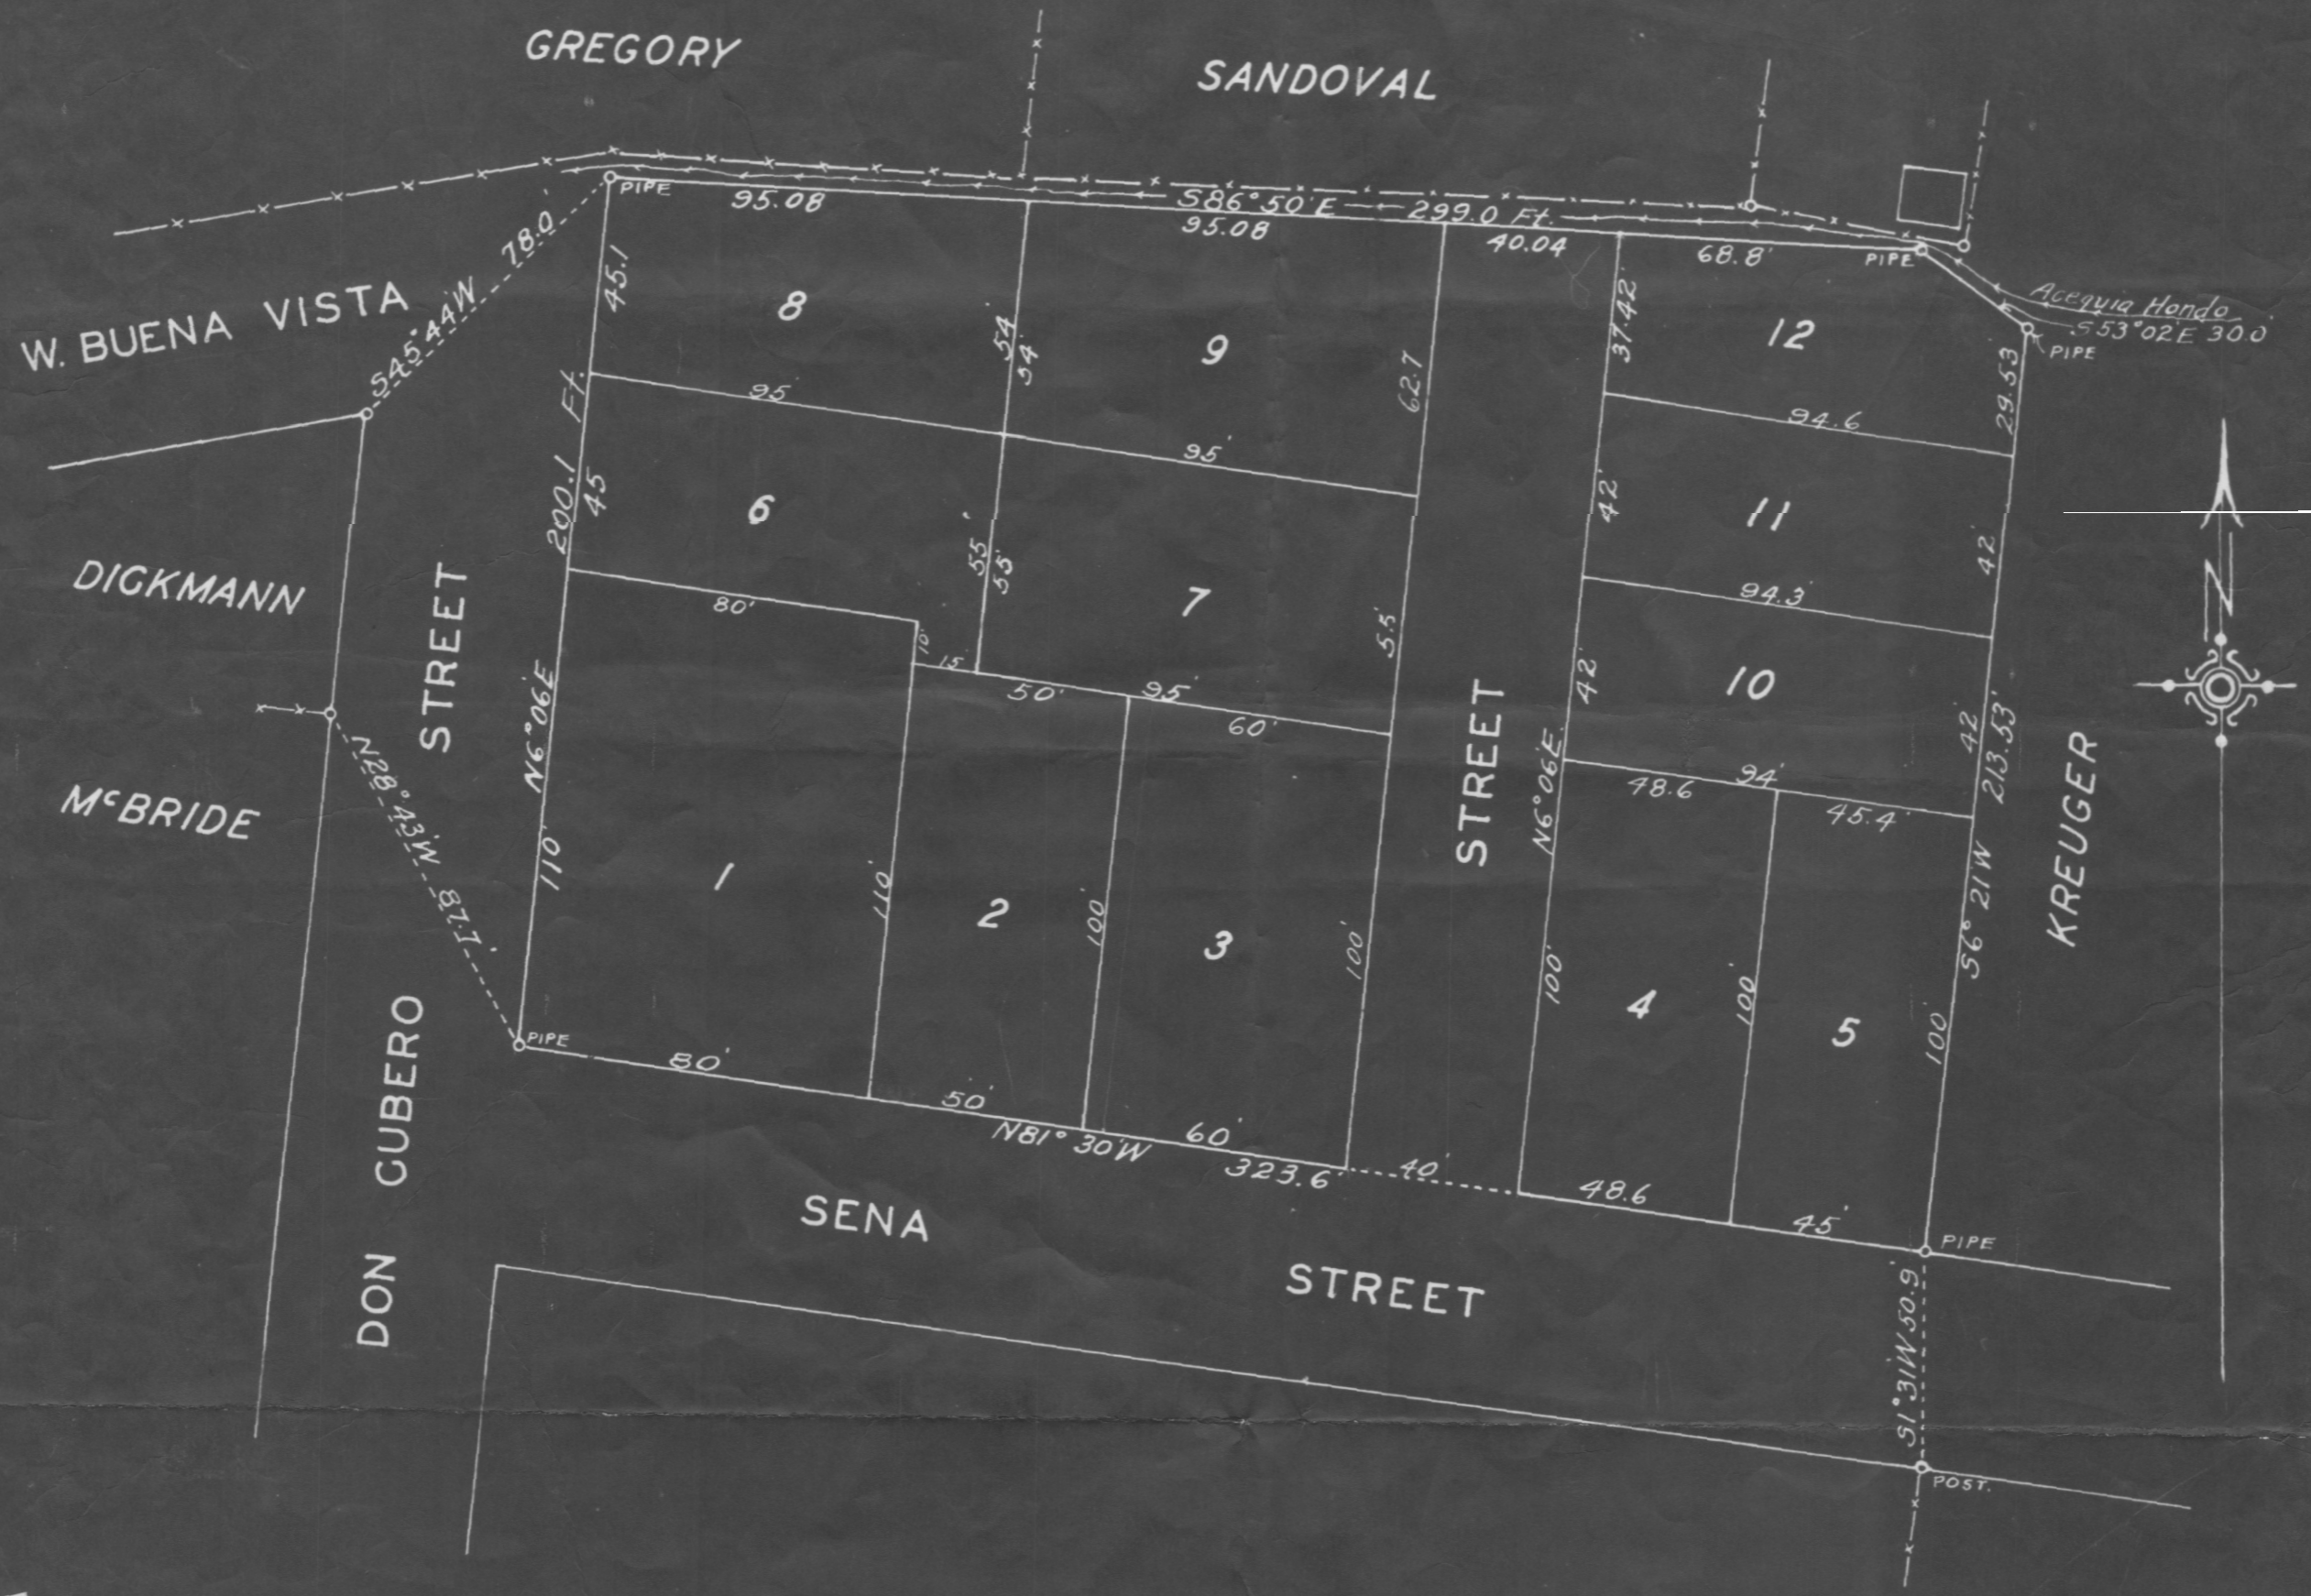 GREGORY
SANDOVAL
PIPE
95.08
S86°50'E 299.0 Ft.
95.08
40.04
68.8'
PIPE
Acequia Hondo
S53°02'E 30.0'
PIPE
W. BUENA VISTA
S45°44'W 78.0'
45.1
8
54'
54'
9
62.7
37.42'
12
29.53'
95'
95'
94.6
200.1 Ft.
45
6
55'
55'
7
55'
42'
11
42'
DICKMANN
STREET
80'
10'
15'
50'
95'
60'
94.3'
42'
10
42'
N
N6°06'E
STREET
N6°06'E
94'
48.6
45.4'
213.53'
S6°21'W
KREUGER
McBRIDE
N28°43'W 87.7'
110'
1
110'
2
100'
3
100'
100'
4
100'
5
100'
PIPE
80'
50'
N81°30'W
60'
323.6'
40'
48.6
45'
PIPE
DON CUBERO
SENA
STREET
S1°31'W 50.9'
POST.